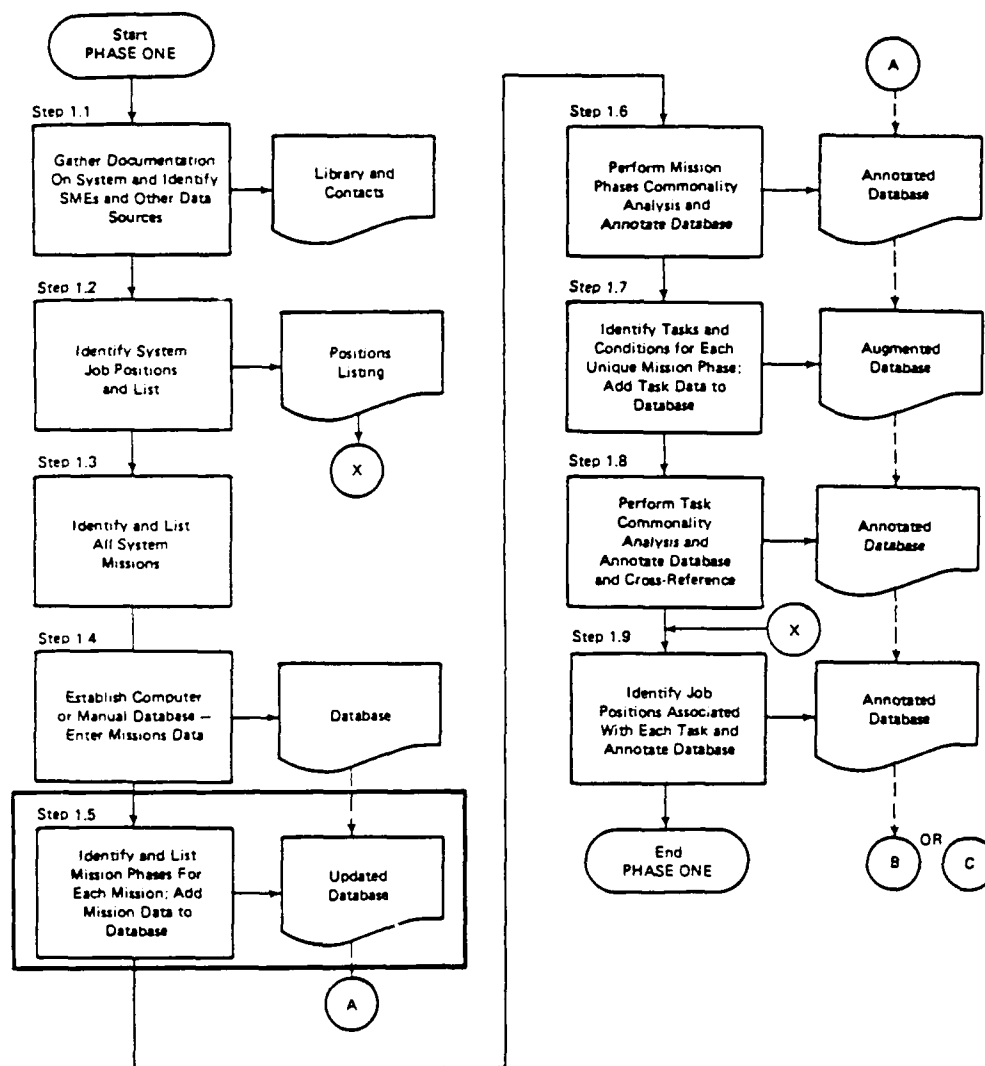 Start
PHASE ONE
Step 1.1
Gather Documentation
On System and Identify
SMEs and Other Data
Sources
Library and
Contacts
Step 1.2
Identify System
Job Positions
and List
Positions
Listing
X
Step 1.3
Identify and List
All System
Missions
Step 1.4
Establish Computer
or Manual Database —
Enter Missions Data
Database
Step 1.5
Identify and List
Mission Phases For
Each Mission; Add
Mission Data to
Database
Updated
Database
A
A
Step 1.6
Perform Mission
Phases Commonality
Analysis and
Annotate Database
Annotated
Database
Step 1.7
Identify Tasks and
Conditions for Each
Unique Mission Phase;
Add Task Data to
Database
Augmented
Database
Step 1.8
Perform Task
Commonality
Analysis and
Annotate Database
and Cross-Reference
Annotated
Database
X
Step 1.9
Identify Job
Positions Associated
With Each Task and
Annotate Database
Annotated
Database
End
PHASE ONE
B
OR
C